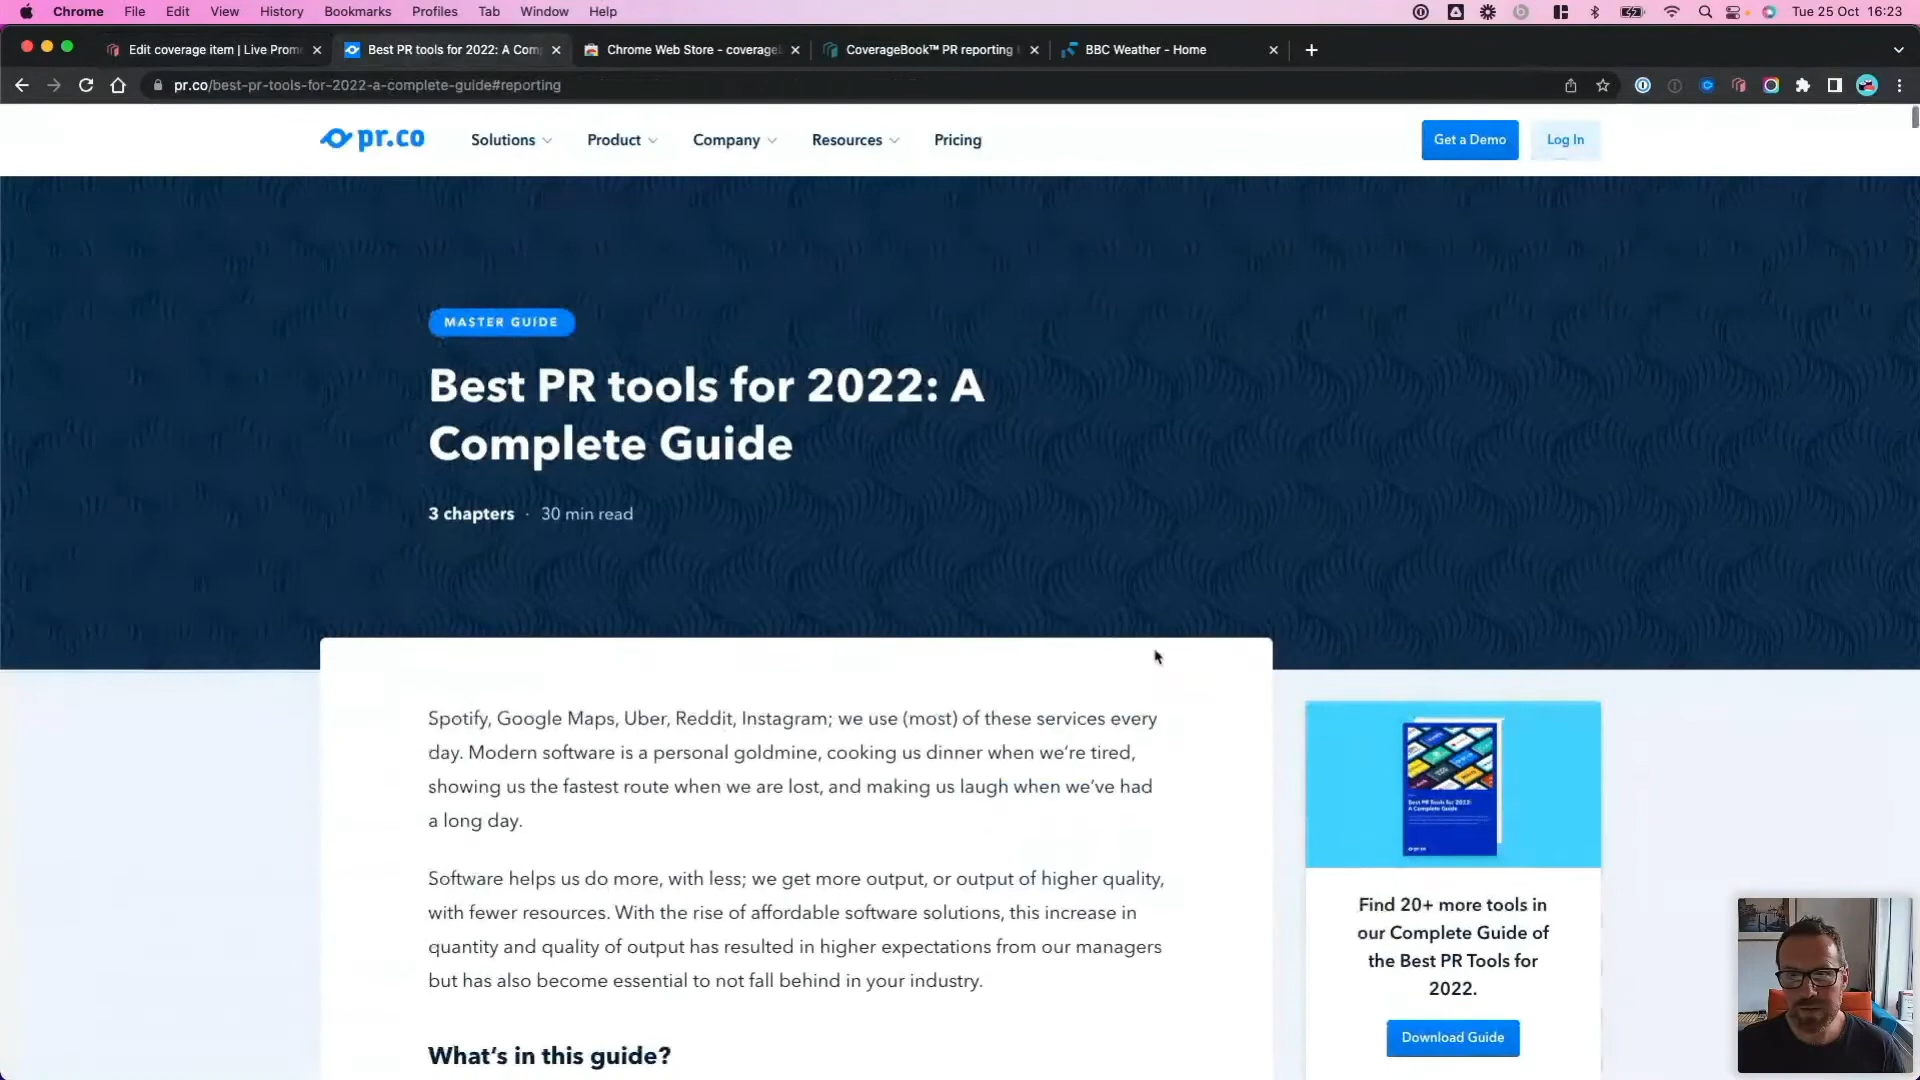 Chrome File Edit View History Bookmarks Profiles Tab Window Help Tue 25 Oct 16:23
Edit coverage item | Live Prom Best PR tools for 2022: A Com Chrome Web Store - coverage CoverageBook™ PR reporting BBC Weather - Home
pr.co/best-pr-tools-for-2022-a-complete-guide#reporting
pr.co Solutions Product Company Resources Pricing Get a Demo Log In
MASTER GUIDE
Best PR tools for 2022: A
Complete Guide
3 chapters · 30 min read
Spotify, Google Maps, Uber, Reddit, Instagram; we use (most) of these services every
day. Modern software is a personal goldmine, cooking us dinner when we're tired,
showing us the fastest route when we are lost, and making us laugh when we've had
a long day.
Software helps us do more, with less; we get more output, or output of higher quality,
with fewer resources. With the rise of affordable software solutions, this increase in
quantity and quality of output has resulted in higher expectations from our managers
but has also become essential to not fall behind in your industry.
What's in this guide?
Best PR Tools for 2022:
A Complete Guide
pr.co
Find 20+ more tools in
our Complete Guide of
the Best PR Tools for
2022.
Download Guide